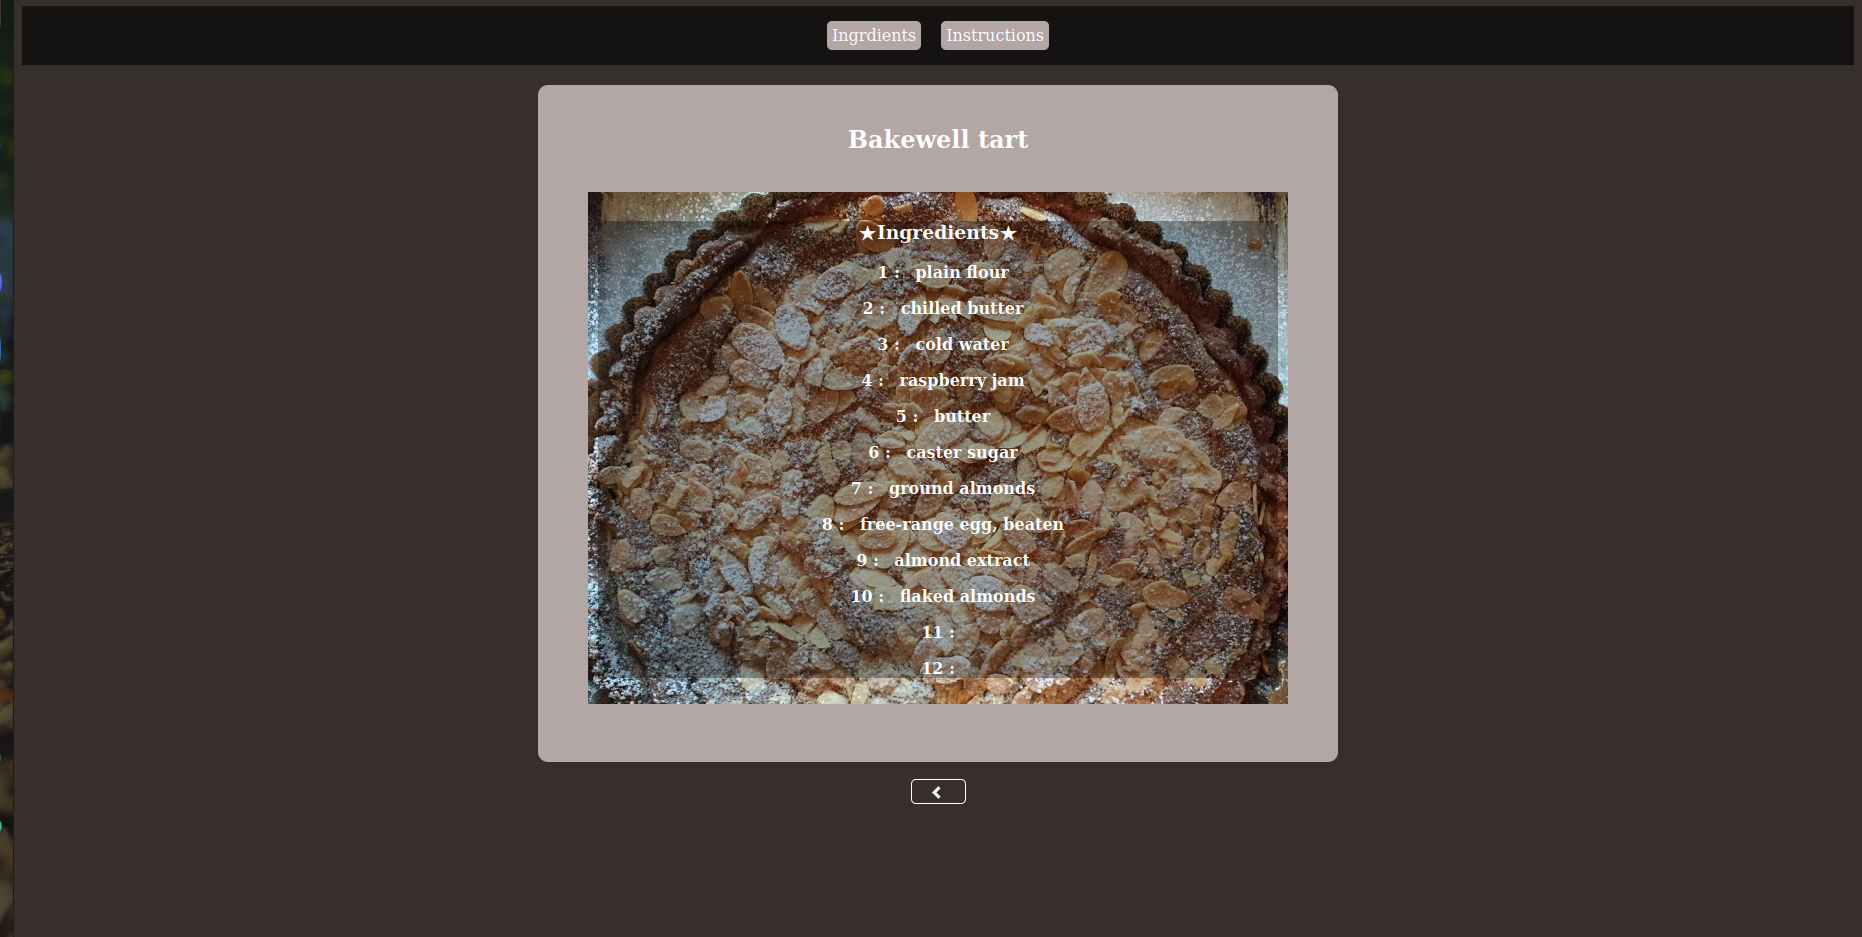 Ingrdients Instructions
Bakewell tart
★Ingredients★
1 : plain flour
2 : chilled butter
3 : cold water
4 : raspberry jam
5 : butter
6 : caster sugar
7 : ground almonds
8 : free-range egg, beaten
9 : almond extract
10 : flaked almonds
11 :
12 :